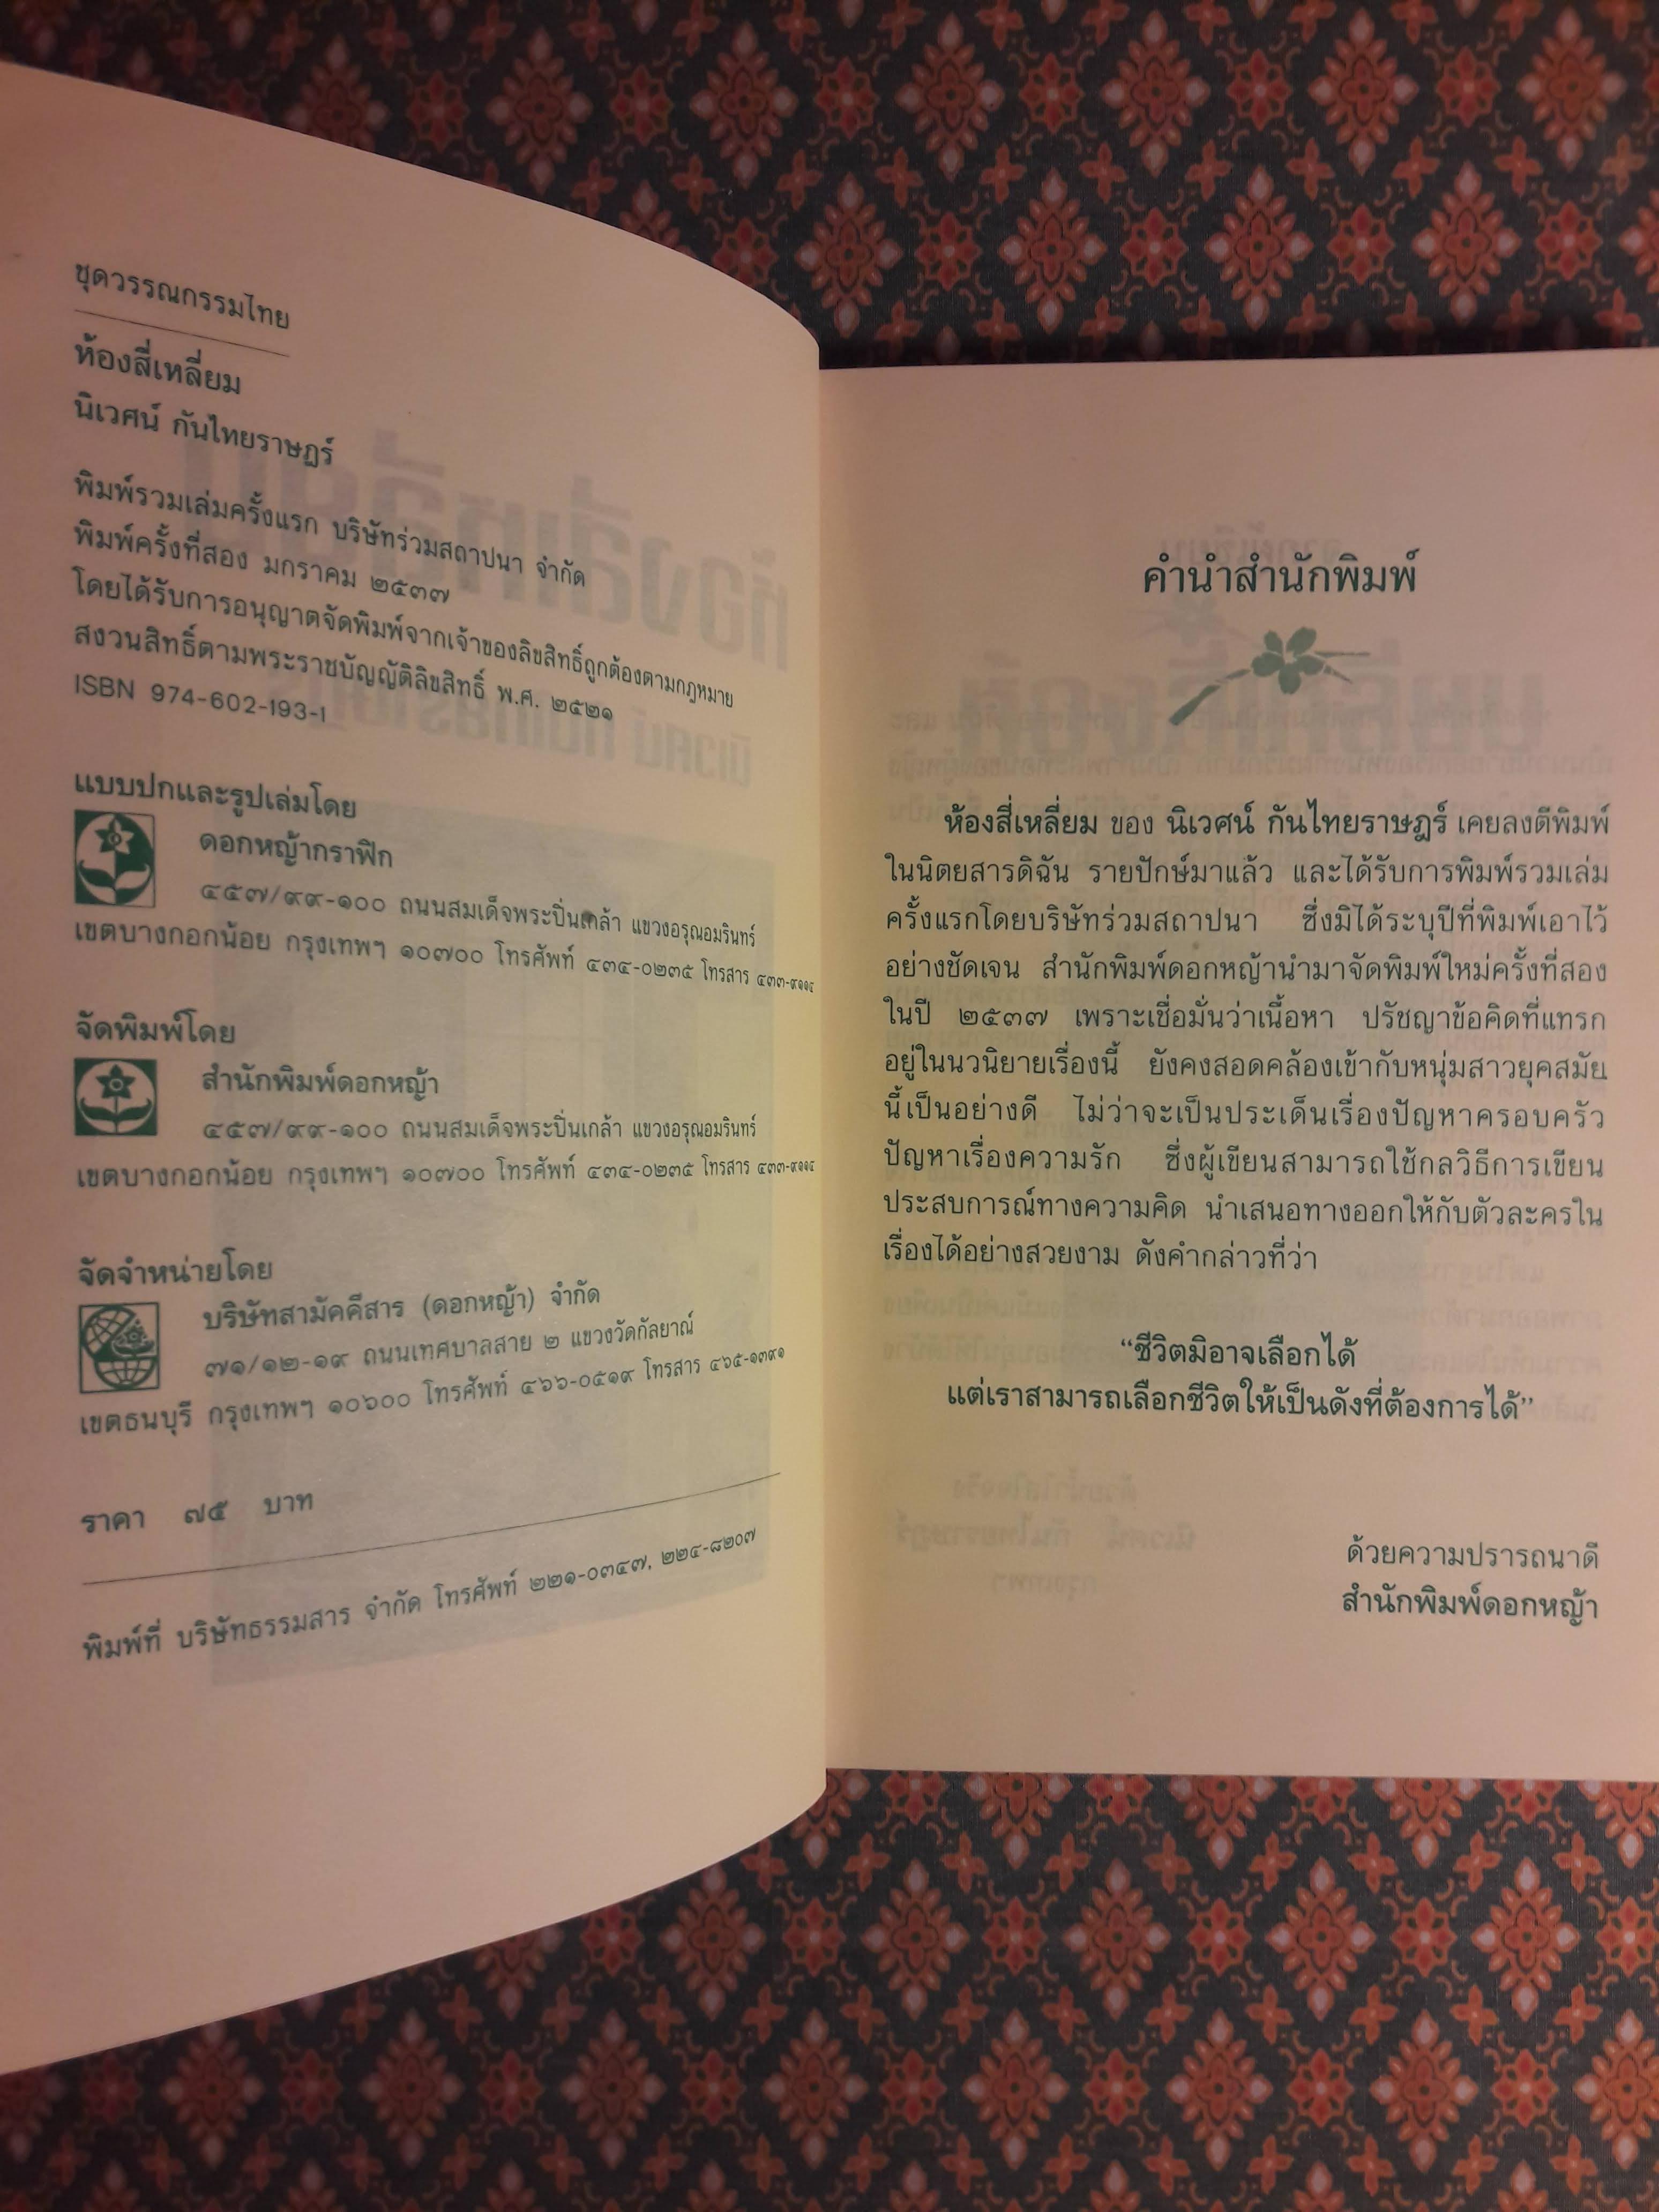 ชุดวรรณกรรมไทย
ห้องสี่เหลี่ยม
นิเวศน์ กันไทยราษฎร์
พิมพ์รวมเล่มครั้งแรก บริษัทร่วมสถาปนา จำกัด
พิมพ์ครั้งที่สอง มกราคม ๒๕๓๗
โดยได้รับการอนุญาตจัดพิมพ์จากเจ้าของลิขสิทธิ์ถูกต้องตามกฎหมาย
สงวนสิทธิ์ตามพระราชบัญญัติลิขสิทธิ์ พ.ศ. ๒๕๒๑
ISBN 974-602-193-1
แบบปกและรูปเล่มโดย
ดอกหญ้ากราฟิก
๔๕๗/๙๙-๑๐๐ ถนนสมเด็จพระปิ่นเกล้า แขวงอรุณอมรินทร์
เขตบางกอกน้อย กรุงเทพฯ ๑๐๗๐๐ โทรศัพท์ ๔๓๔-๐๒๓๕ โทรสาร ๔๓๓-๙๑๑๔
จัดพิมพ์โดย
สำนักพิมพ์ดอกหญ้า
๔๕๗/๙๙-๑๐๐ ถนนสมเด็จพระปิ่นเกล้า แขวงอรุณอมรินทร์
เขตบางกอกน้อย กรุงเทพฯ ๑๐๗๐๐ โทรศัพท์ ๔๓๔-๐๒๓๕ โทรสาร ๔๓๓-๙๑๑๔
จัดจำหน่ายโดย
บริษัทสามัคคีสาร (ดอกหญ้า) จำกัด
๗๑/๑๒-๑๙ ถนนเทศบาลสาย ๒ แขวงวัดกัลยาณ์
เขตธนบุรี กรุงเทพฯ ๑๐๖๐๐ โทรศัพท์ ๔๖๖-๐๕๑๙ โทรสาร ๔๖๕-๑๓๙๑
ราคา ๗๕ บาท
พิมพ์ที่ บริษัทธรรมสาร จำกัด โทรศัพท์ ๒๒๑-๐๓๔๗, ๒๒๔-๘๒๐๗
คำนำสำนักพิมพ์
ห้องสี่เหลี่ยม ของ นิเวศน์ กันไทยราษฎร์ เคยลงตีพิมพ์
ในนิตยสารดิฉัน รายปักษ์มาแล้ว และได้รับการพิมพ์รวมเล่ม
ครั้งแรกโดยบริษัทร่วมสถาปนา ซึ่งมิได้ระบุปีที่พิมพ์เอาไว้
อย่างชัดเจน สำนักพิมพ์ดอกหญ้านำมาจัดพิมพ์ใหม่ครั้งที่สอง
ในปี ๒๕๓๗ เพราะเชื่อมั่นว่าเนื้อหา ปรัชญาข้อคิดที่แทรก
อยู่ในนวนิยายเรื่องนี้ ยังคงสอดคล้องเข้ากับหนุ่มสาวยุคสมัย
นี้เป็นอย่างดี ไม่ว่าจะเป็นประเด็นเรื่องปัญหาครอบครัว
ปัญหาเรื่องความรัก ซึ่งผู้เขียนสามารถใช้กลวิธีการเขียน
ประสบการณ์ทางความคิด นำเสนอทางออกให้กับตัวละครใน
เรื่องได้อย่างสวยงาม ดังคำกล่าวที่ว่า
“ชีวิตมิอาจเลือกได้
แต่เราสามารถเลือกชีวิตให้เป็นดังที่ต้องการได้”
ด้วยความปรารถนาดี
สำนักพิมพ์ดอกหญ้า